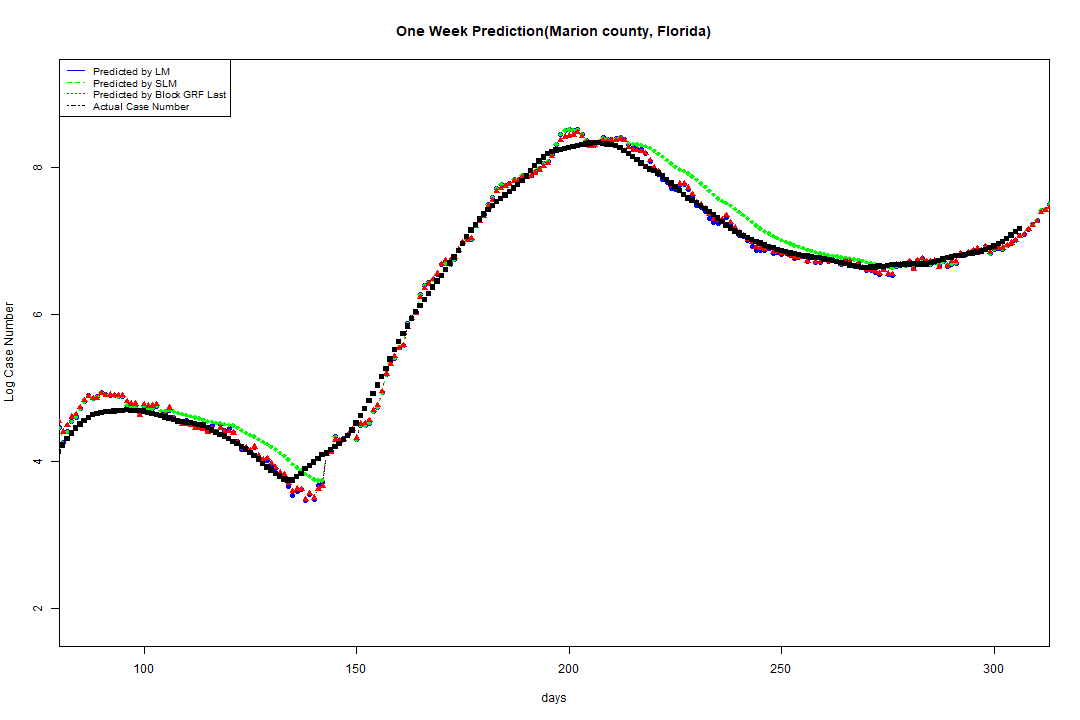 One Week Prediction(Marion county, Florida)
Predicted by LM
Predicted by SLM
Predicted by Block GRF Last
Actual Case Number
Log Case Number
8
6
4
2
100 150 200 250 300
days